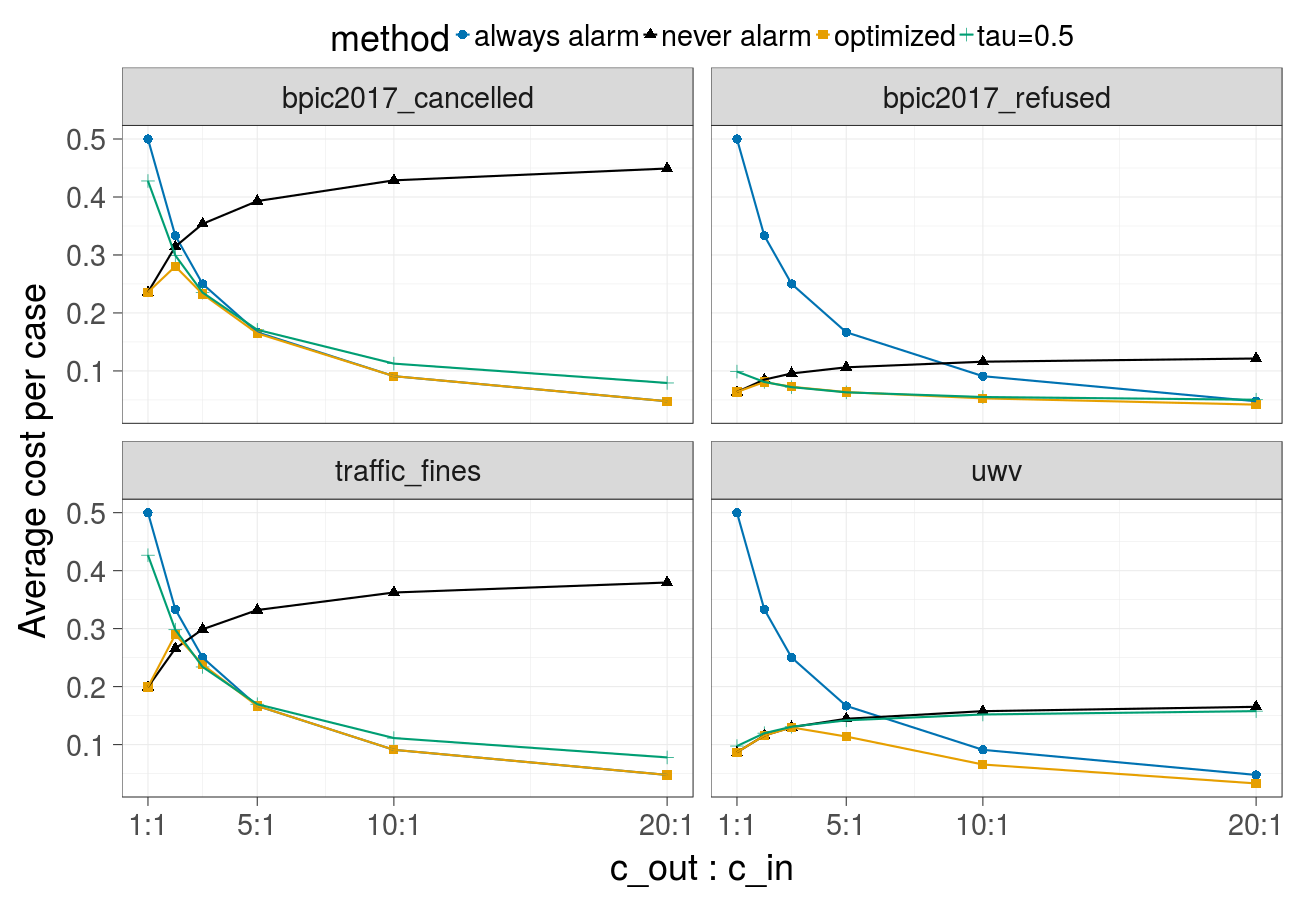 method always alarm never alarm optimized tau=0.5
bpic2017_cancelled bpic2017_refused
0.5
0.4
0.3
0.2
0.1
traffic_fines uwv
0.5
0.4
0.3
0.2
0.1
1:1 5:1 10:1 20:1 1:1 5:1 10:1 20:1
Average cost per case
c_out : c_in